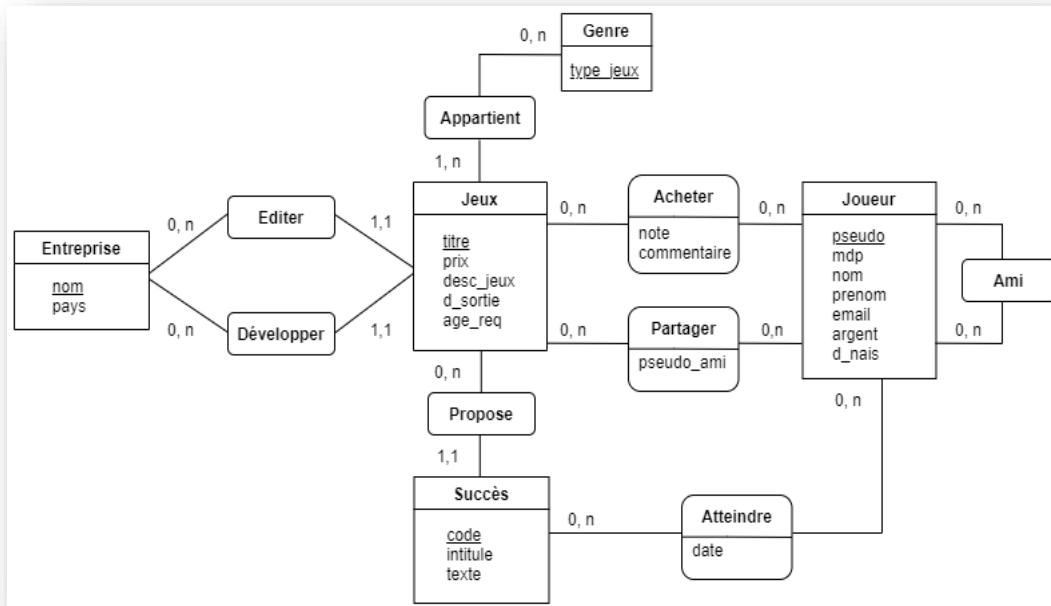 Genre
0, n
type_jeux
Appartient
1, n
Jeux
titre
prix
desc_jeux
d_sortie
age_req
0, n
Acheter
note
commentaire
0, n
Joueur
pseudo
mdp
nom
prenom
email
argent
d_nais
0, n
Ami
0, n
Editer
0, n
1,1
Entreprise
nom
pays
0, n
Développer
1,1
0, n
Partager
pseudo_ami
0,n
0, n
Propose
1,1
Succès
code
intitule
texte
0, n
Atteindre
date
0, n